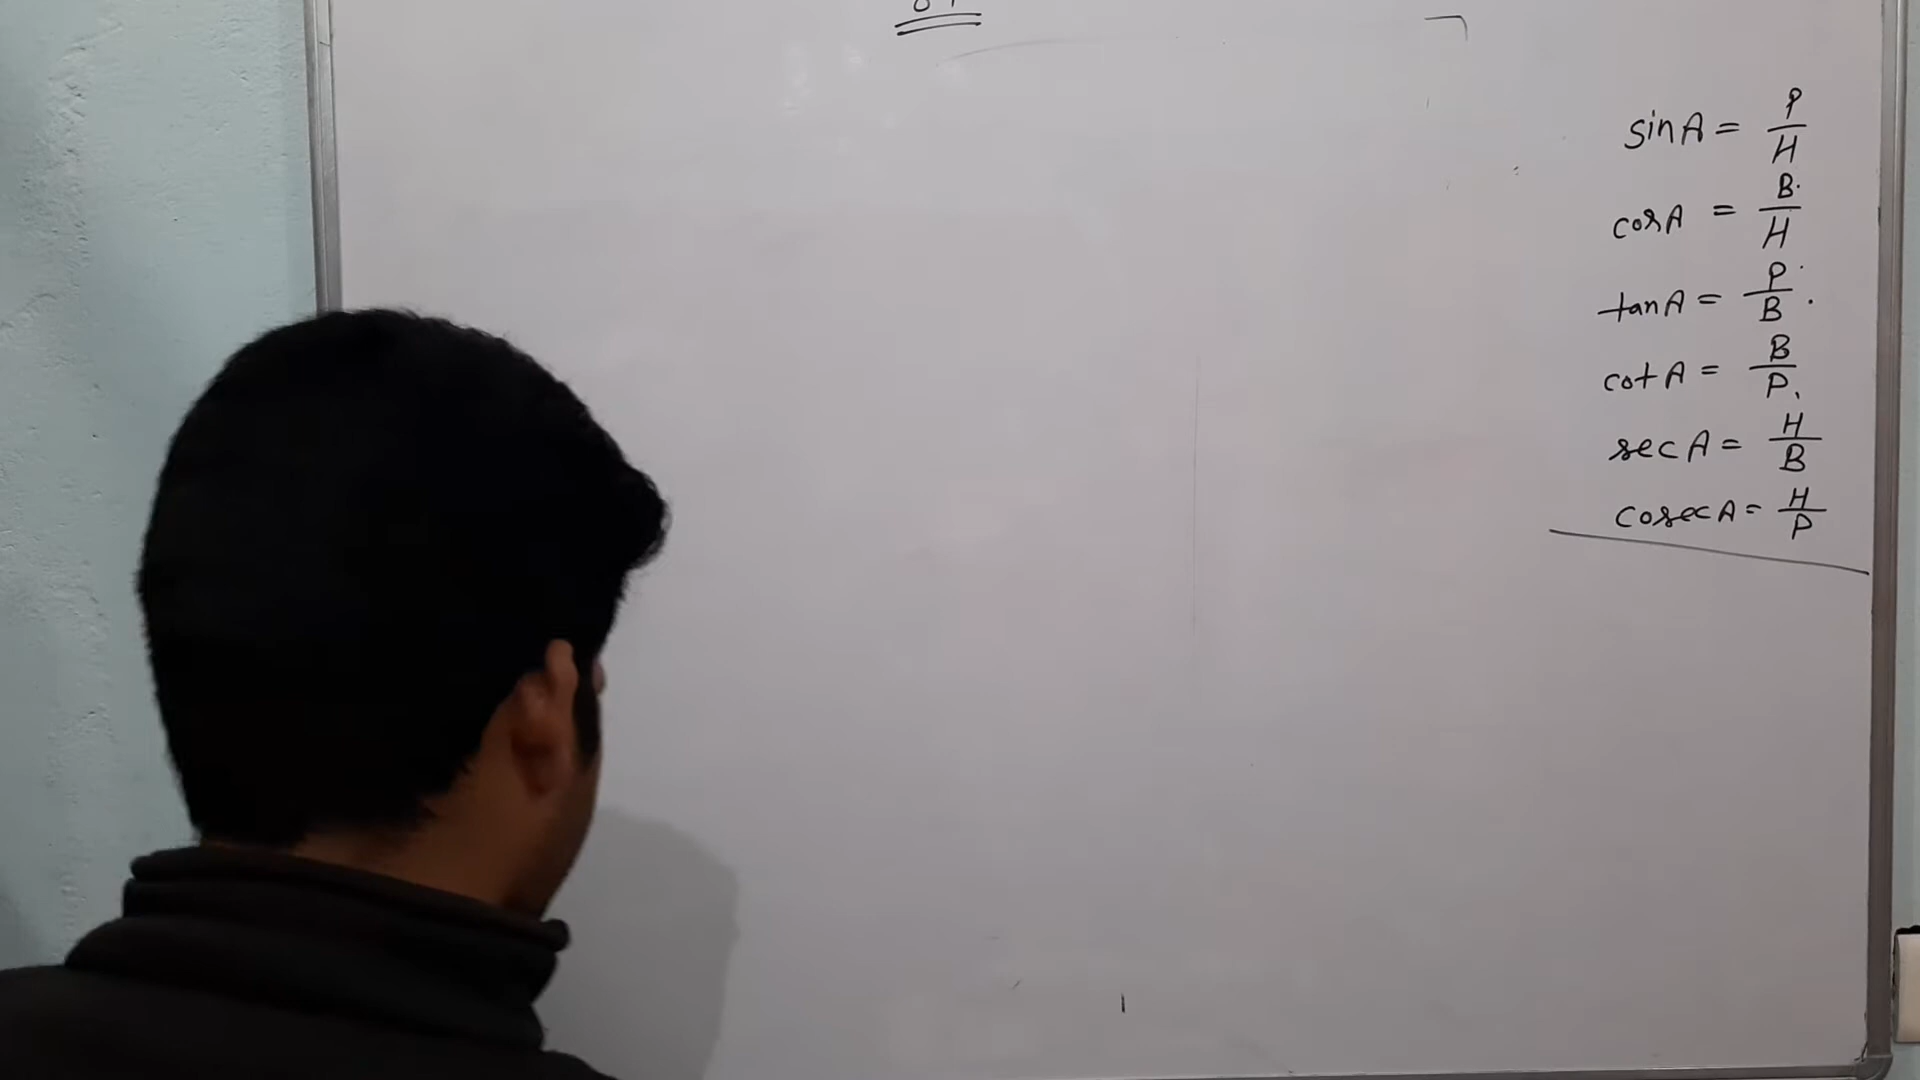 sinA = P/H
cosA = B/H
tanA = P/B
cotA = B/P
secA = H/B
cosecA = H/P